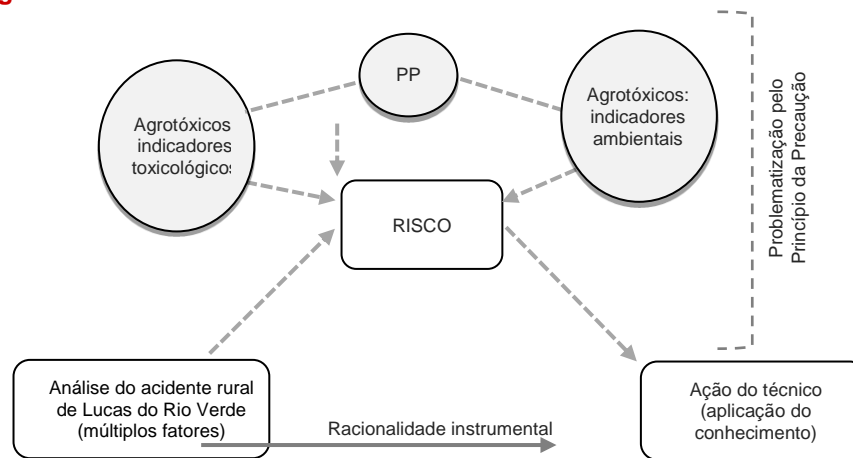 PP
Agrotóxicos
indicadores
toxicológicos
Agrotóxicos:
indicadores
ambientais
Problematização pelo
Princípio da Precaução
RISCO
Análise do acidente rural
de Lucas do Rio Verde
(múltiplos fatores)
Racionalidade instrumental
Ação do técnico
(aplicação do
conhecimento)